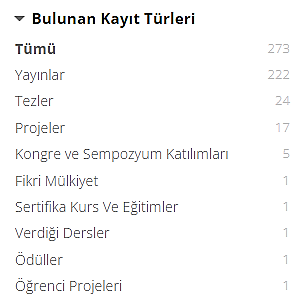 Bulunan Kayıt Türleri
Tümü 273
Yayınlar 222
Tezler 24
Projeler 17
Kongre ve Sempozyum Katılımları 5
Fikri Mülkiyet 1
Sertifika Kurs Ve Eğitimler 1
Verdiği Dersler 1
Ödüller 1
Öğrenci Projeleri 1